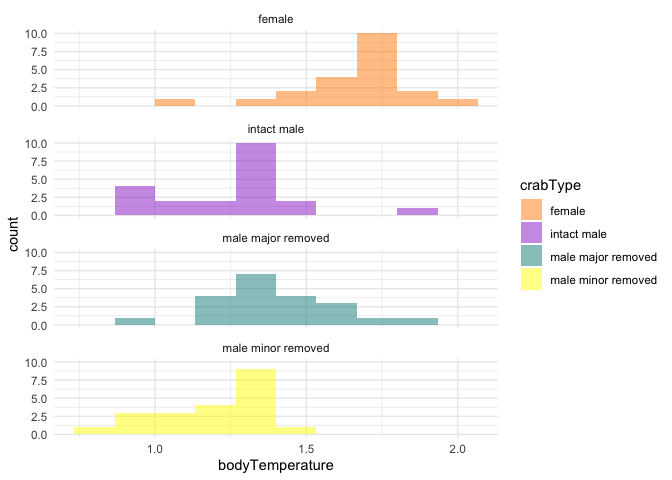 female
10.0
7.5
5.0
2.5
0.0
intact male
10.0
7.5
5.0
2.5
0.0
male major removed
10.0
7.5
5.0
2.5
0.0
male minor removed
10.0
7.5
5.0
2.5
0.0
1.0 1.5 2.0
bodyTemperature
count
crabType
female
intact male
male major removed
male minor removed